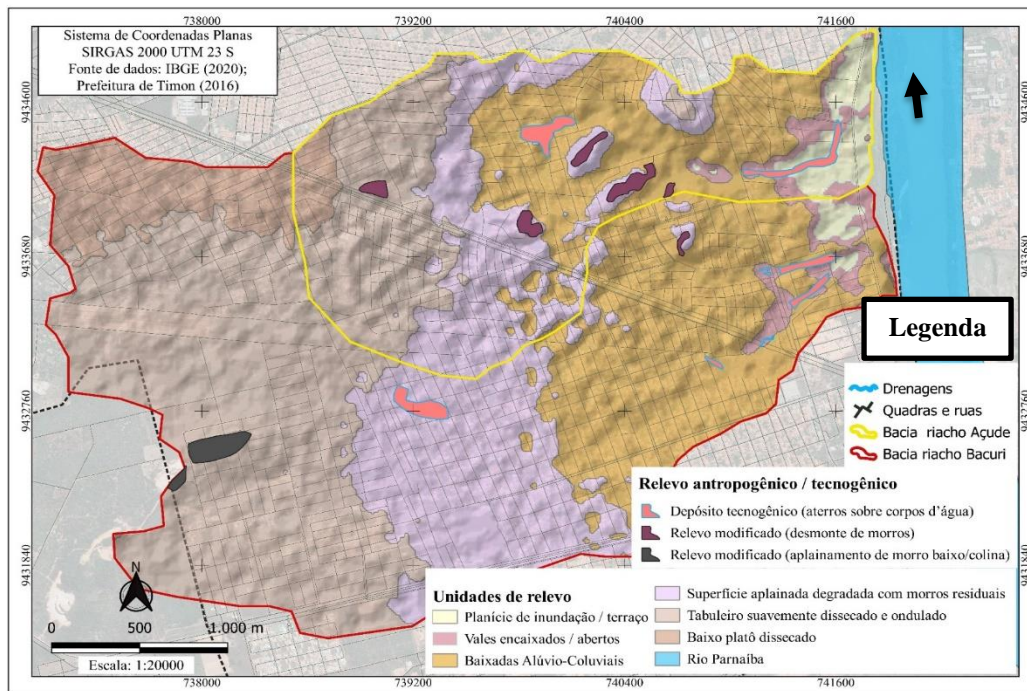 738000 739200 740400 741600
Sistema de Coordenadas Planas
SIRGAS 2000 UTM 23 S
Fonte de dados: IBGE (2020);
Prefeitura de Timon (2016)
9434600 9434600
9433680 9433680
Legenda
9432760 9432760
Drenagens
Quadras e ruas
Bacia riacho Açude
Bacia riacho Bacuri
Relevo antropogênico / tecnogênico
Depósito tecnogênico (aterros sobre corpos d'água)
Relevo modificado (desmonte de morros)
Relevo modificado (aplainamento de morro baixo/colina)
9431840 9431840
Unidades de relevo
Planície de inundação / terraço
Vales encaixados / abertos
Baixadas Alúvio-Coluviais
Superfície aplainada degradada com morros residuais
Tabuleiro suavemente dissecado e ondulado
Baixo platô dissecado
Rio Parnaíba
N
0 500 1.000 m
Escala: 1:20000
738000 739200 740400 741600